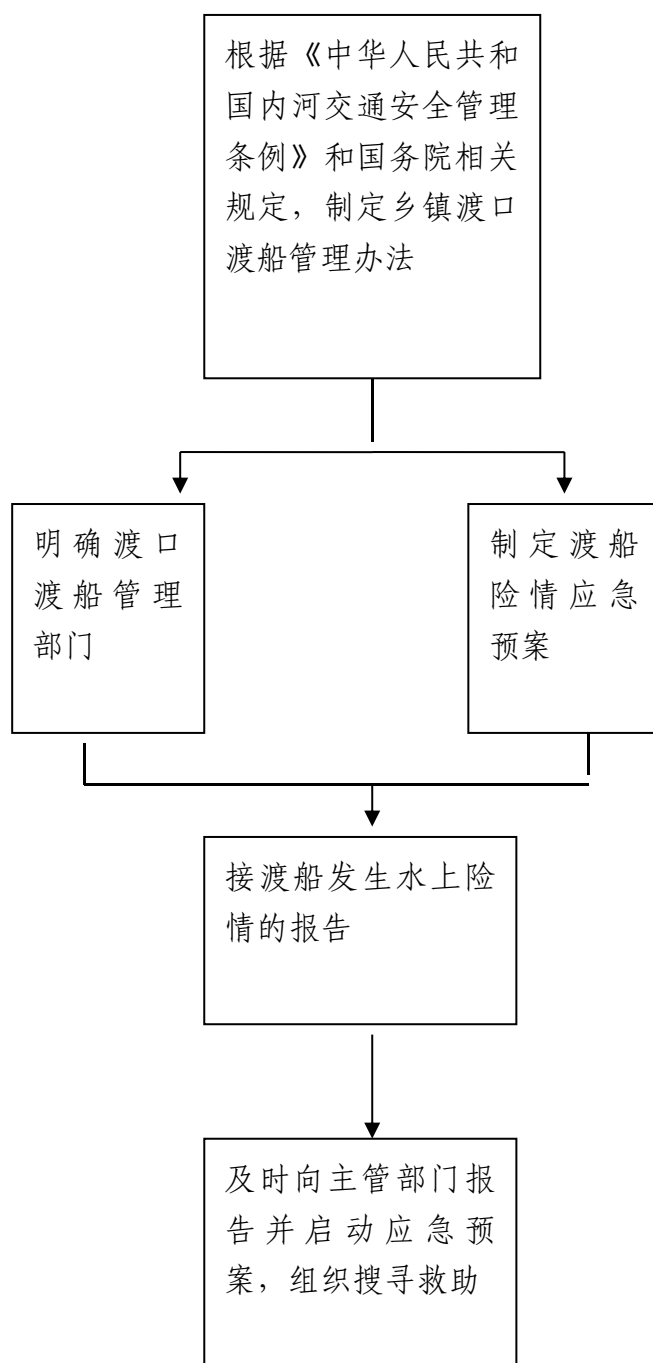 根据《中华人民共和
国内河交通安全管理
条例》和国务院相关
规定，制定乡镇渡口
渡船管理办法
明确渡口
渡船管理
部门
制定渡船
险情应急
预案
接渡船发生水上险
情的报告
及时向主管部门报
告并启动应急预
案，组织搜寻救助